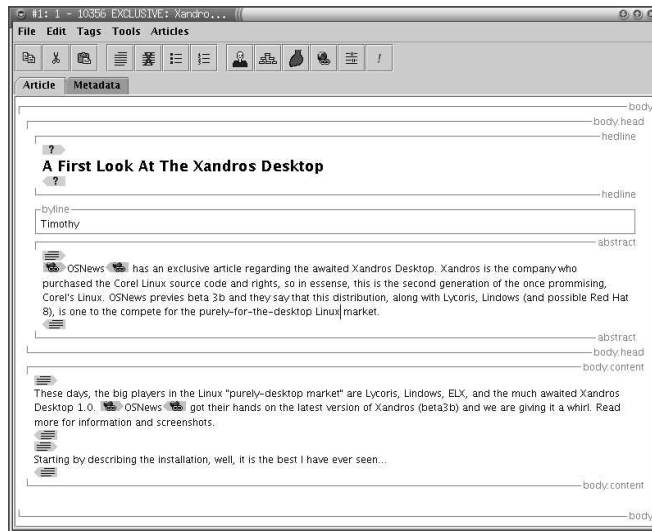 #1: 1 - 10356 EXCLUSIVE: Xandro...
File Edit Tags Tools Articles
Article Metadata
body
body.head
hedline
?
A First Look At The Xandros Desktop
?
hedline
byline
Timothy
abstract
OSNews has an exclusive article regarding the awaited Xandros Desktop. Xandros is the company who
purchased the Corel Linux source code and rights, so in essense, this is the second generation of the once prommising,
Corel's Linux. OSNews previes beta 3b and they say that this distribution, along with Lycoris, Lindows (and possible Red Hat
8), is one to the compete for the purely-for-the-desktop Linux market.
abstract
body.head
body.content
These days, the big players in the Linux "purely-desktop market" are Lycoris, Lindows, ELX, and the much awaited Xandros
Desktop 1.0. OSNews got their hands on the latest version of Xandros (beta3b) and we are giving it a whirl. Read
more for information and screenshots.
Starting by describing the installation, well, it is the best I have ever seen...
body.content
body